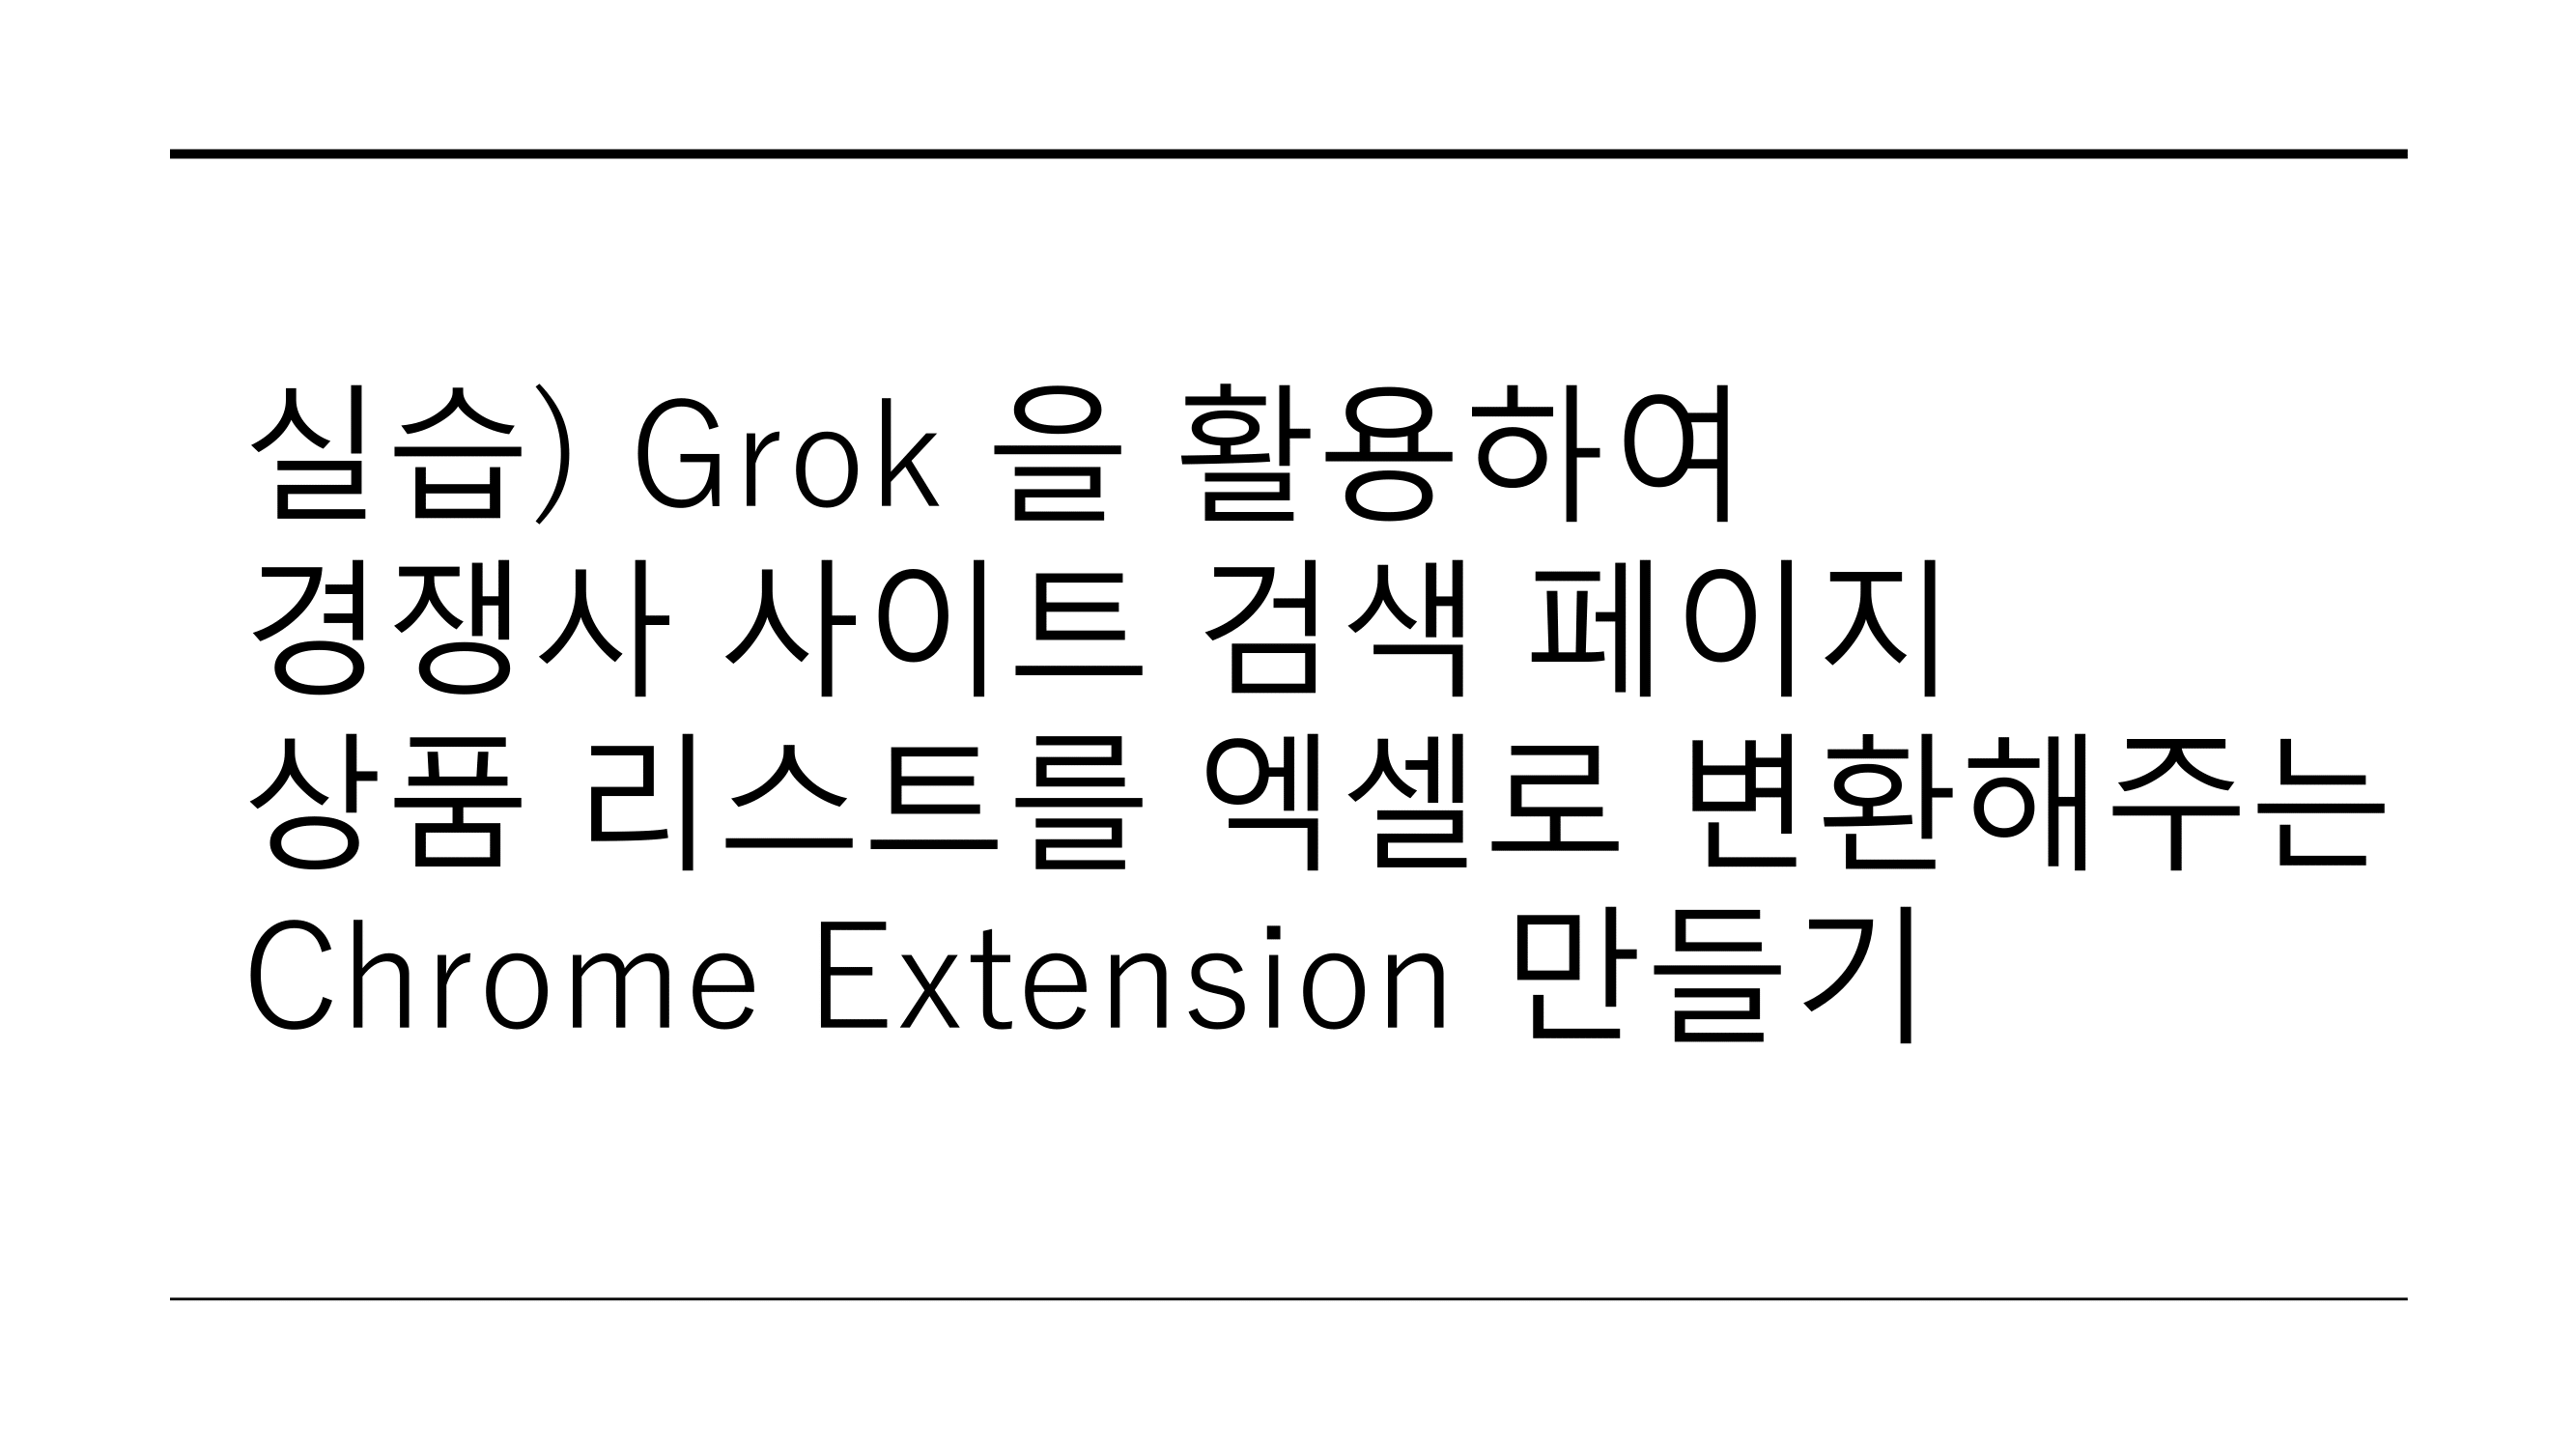 실습) Grok 을 활용하여
경쟁사 사이트 검색 페이지
상품 리스트를 엑셀로 변환해주는
Chrome Extension 만들기